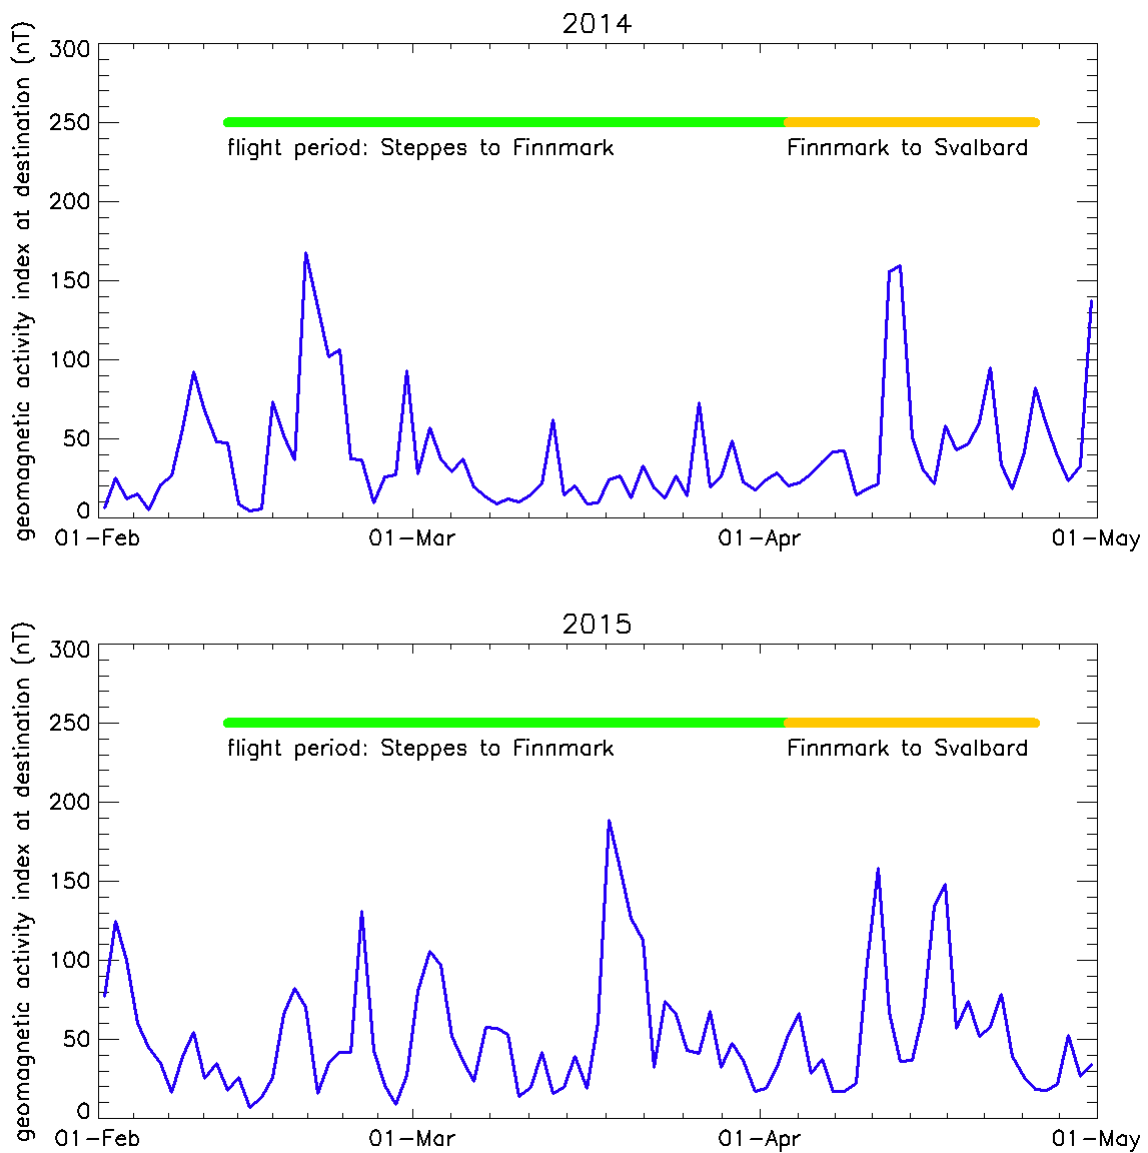 2014
geomagnetic activity index at destination (nT)
300
250
200
150
100
50
0
flight period: Steppes to Finnmark
Finnmark to Svalbard
01-Feb
01-Mar
01-Apr
01-May
2015
geomagnetic activity index at destination (nT)
300
250
200
150
100
50
0
flight period: Steppes to Finnmark
Finnmark to Svalbard
01-Feb
01-Mar
01-Apr
01-May